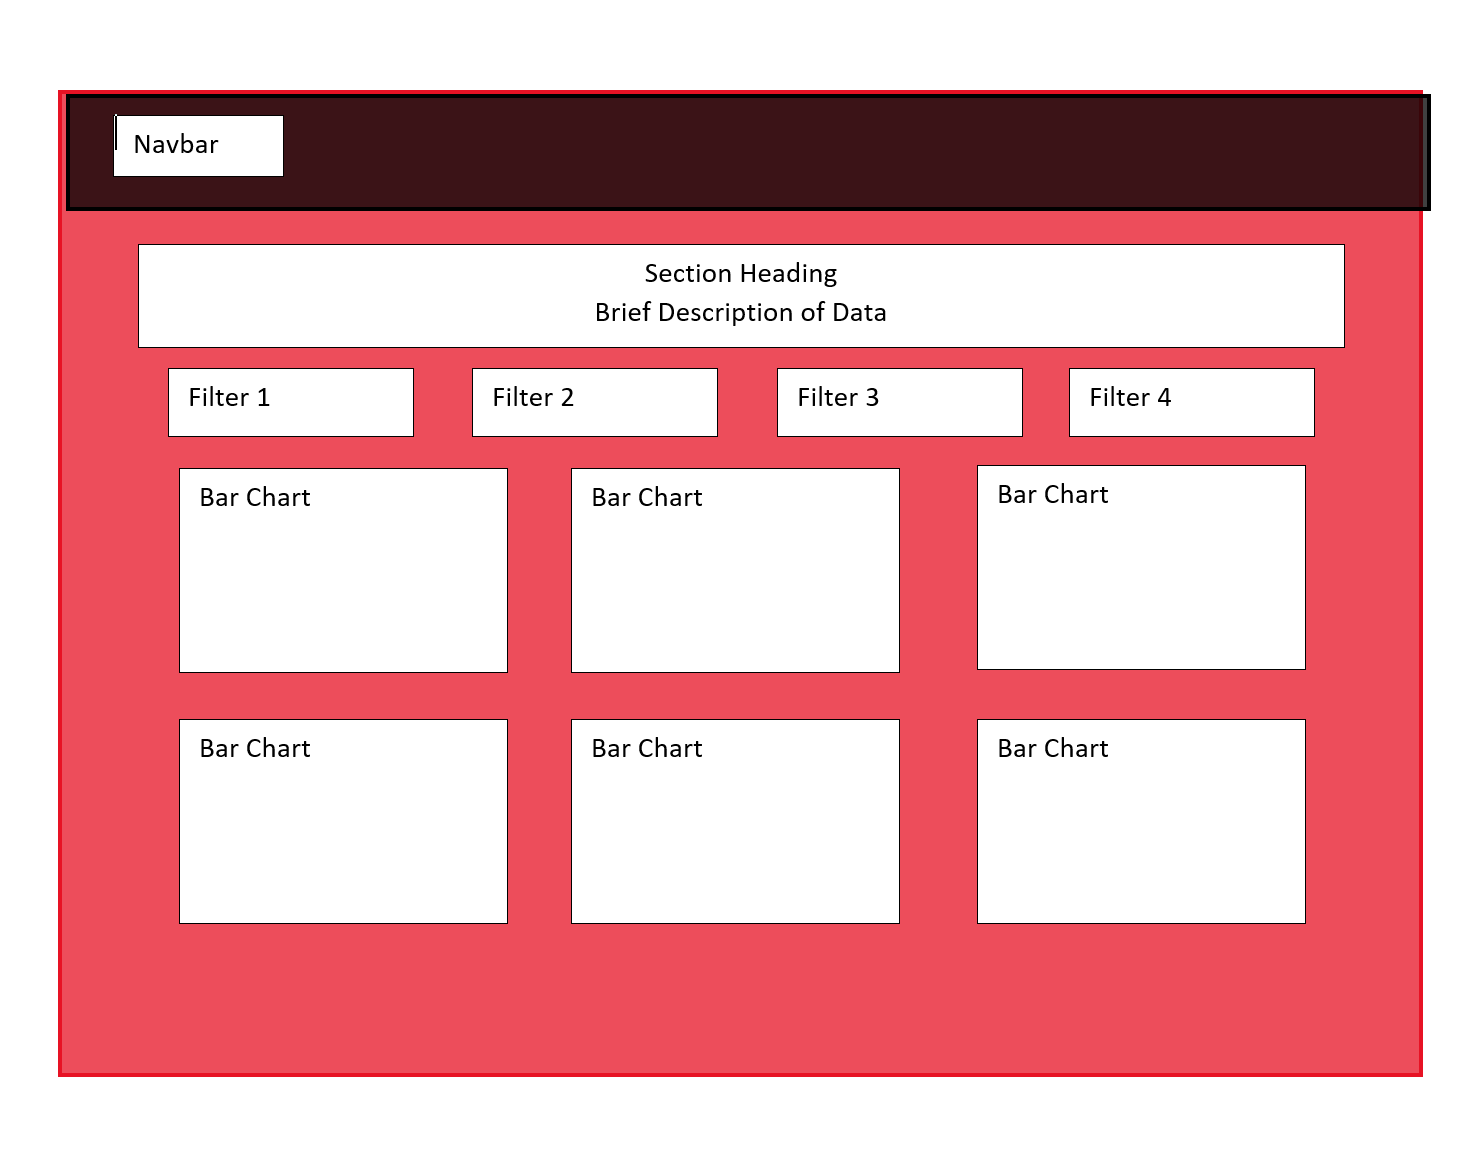 Navbar
Section Heading
Brief Description of Data
Filter 1
Filter 2
Filter 3
Filter 4
Bar Chart
Bar Chart
Bar Chart
Bar Chart
Bar Chart
Bar Chart